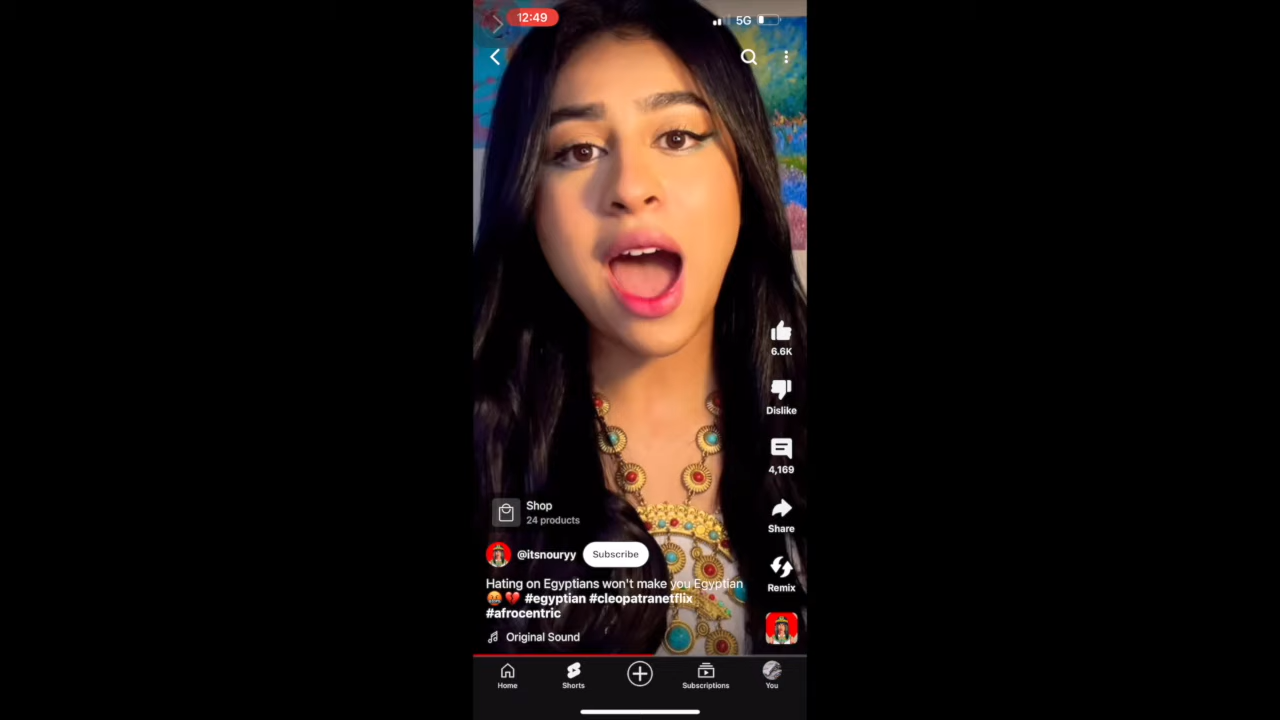 12:49
5G
6.6K
Dislike
4,169
Share
Remix
Shop
24 products
@itsnouryy
Subscribe
Hating on Egyptians won't make you Egyptian
🤬💔 #egyptian #cleopatranetflix
#afrocentric
Original Sound
Home
Shorts
Subscriptions
You